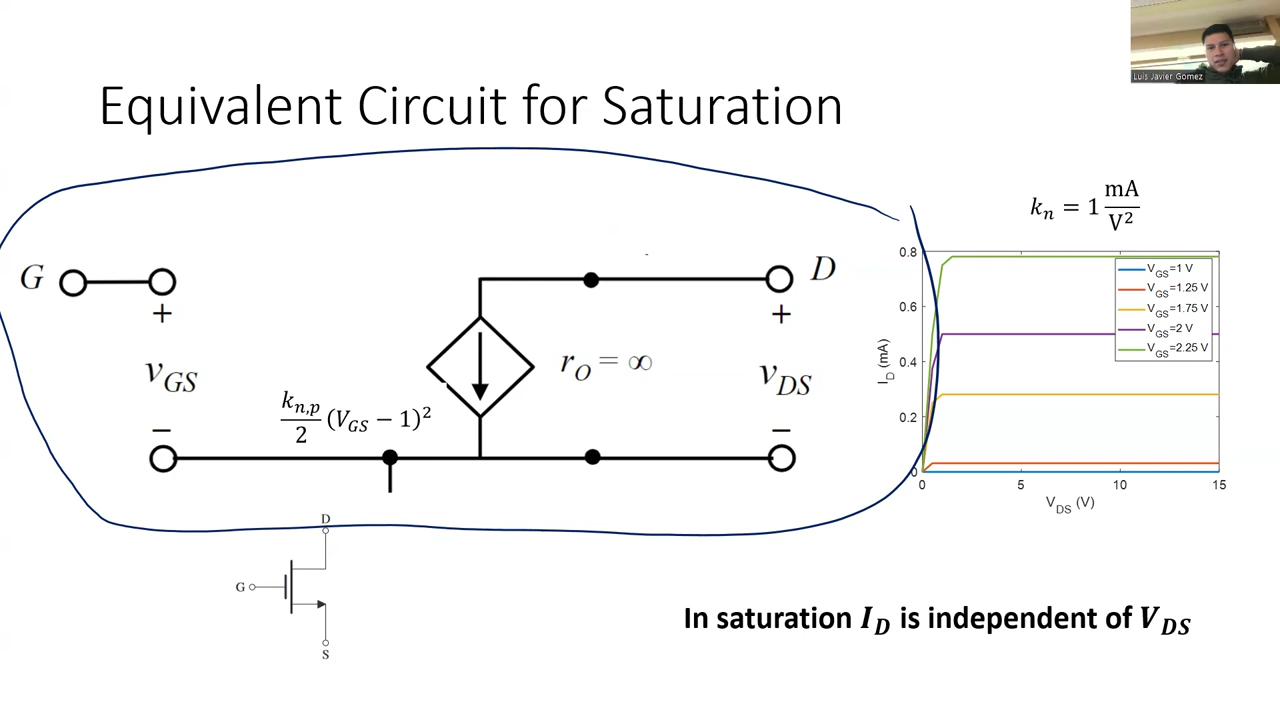 Luis Javier Gomez
Equivalent Circuit for Saturation
k_n = 1 mA/V²
G
+
v_GS
−
k_{n,p}/2 (V_GS − 1)²
r_O = ∞
D
+
v_DS
−
0.8
0.6
0.4
0.2
0
0 5 10 15
I_D (mA)
V_DS (V)
V_GS=1 V
V_GS=1.25 V
V_GS=1.75 V
V_GS=2 V
V_GS=2.25 V
D
G
S
In saturation I_D is independent of V_DS